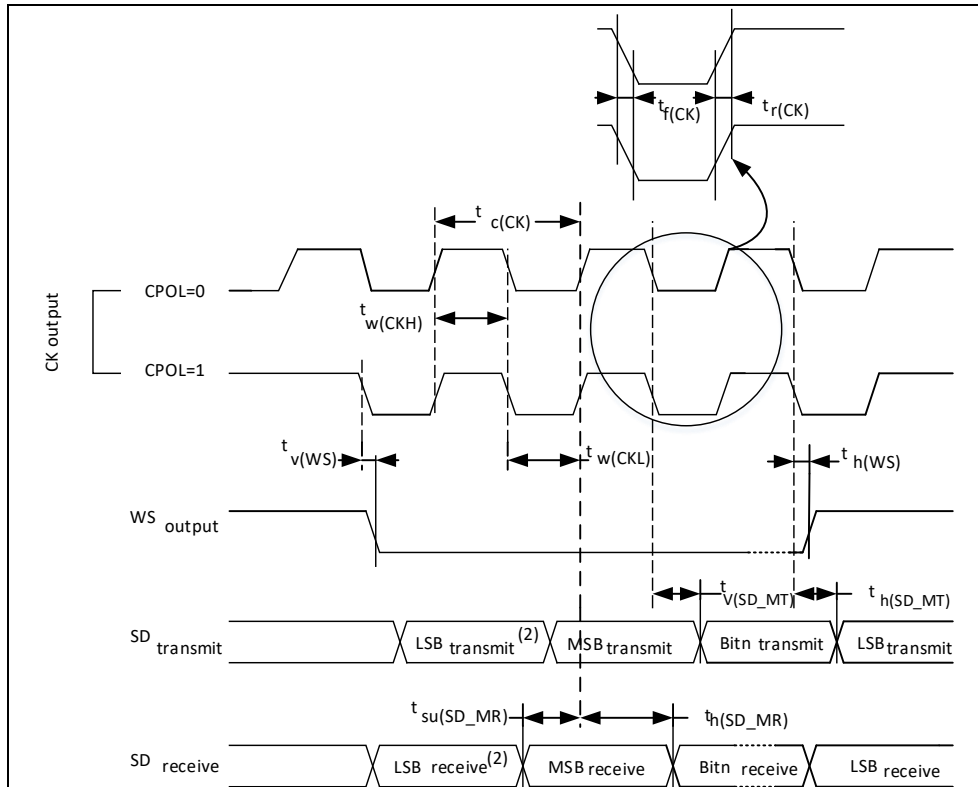 t f(CK)
t r(CK)
t c(CK)
CK output
CPOL=0
t w(CKH)
CPOL=1
t v(WS)
t w(CKL)
t h(WS)
WS output
t V(SD_MT)
t h(SD_MT)
SD transmit
LSB transmit(2)
MSB transmit
Bitn transmit
LSB transmit
t su(SD_MR)
t h(SD_MR)
SD receive
LSB receive(2)
MSB receive
Bitn receive
LSB receive